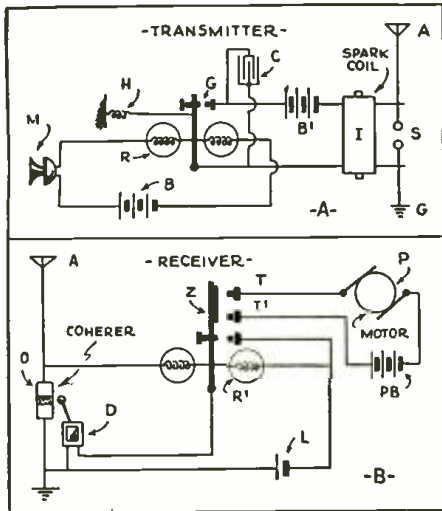 -TRANSMITTER-
A
C
SPARK
COIL
G
H
M
B'
I
S
R
B
-A-
G
A
-RECEIVER-
P
Z
T
T'
COHERER
MOTOR
O
D
R'
PB
L
-B-